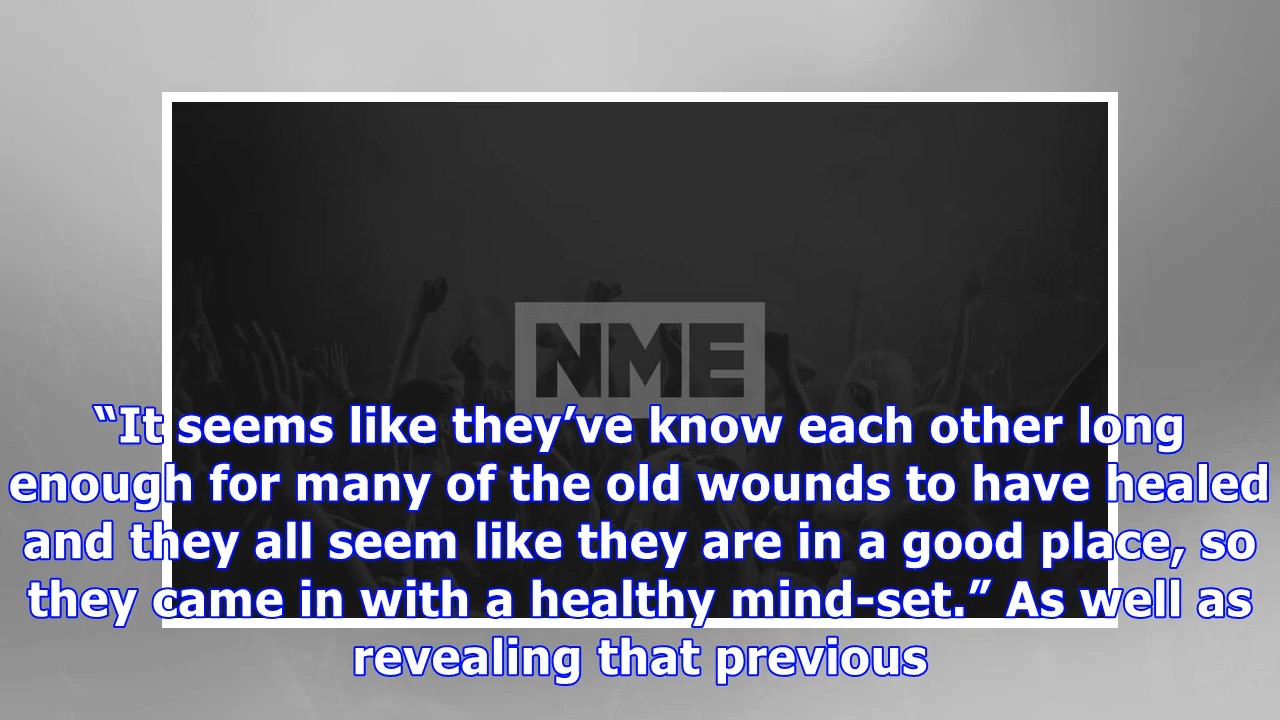 NME
“It seems like they’ve know each other long
enough for many of the old wounds to have healed
and they all seem like they are in a good place, so
they came in with a healthy mind-set.” As well as
revealing that previous